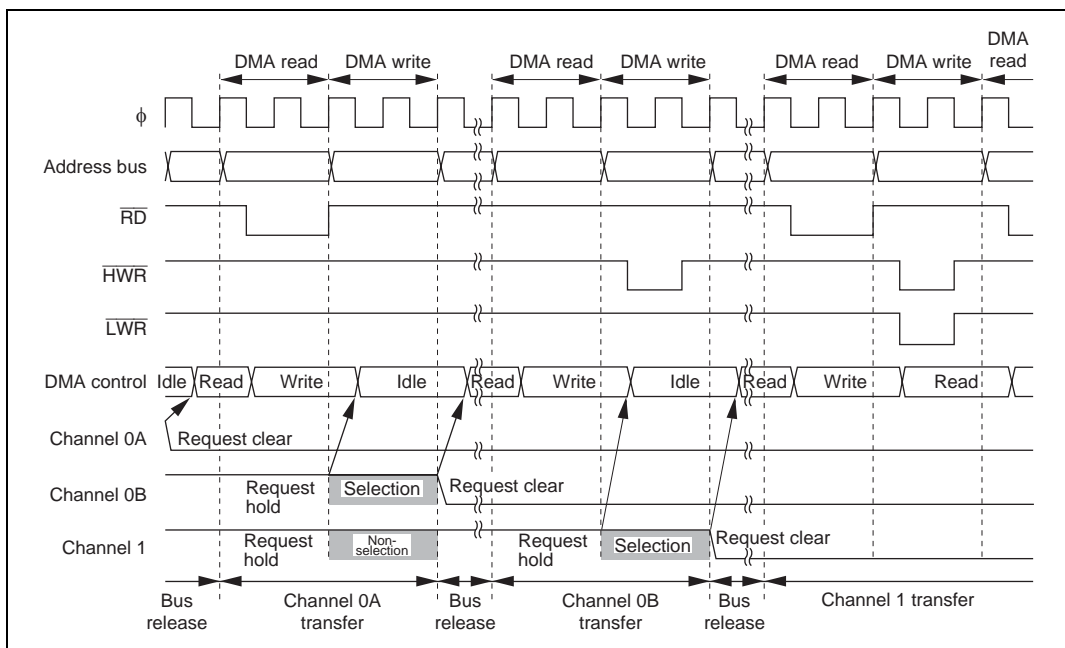 DMA
read
DMA read DMA write DMA read DMA write DMA read DMA write
ϕ
Address bus
RD
HWR
LWR
DMA control Idle Read Write Idle Read Write Idle Read Write Read
Channel 0A Request clear
Channel 0B Request hold Selection Request clear
Channel 1 Request hold Non-selection Request hold Selection Request clear
Bus release Channel 0A transfer Bus release Channel 0B transfer Bus release Channel 1 transfer